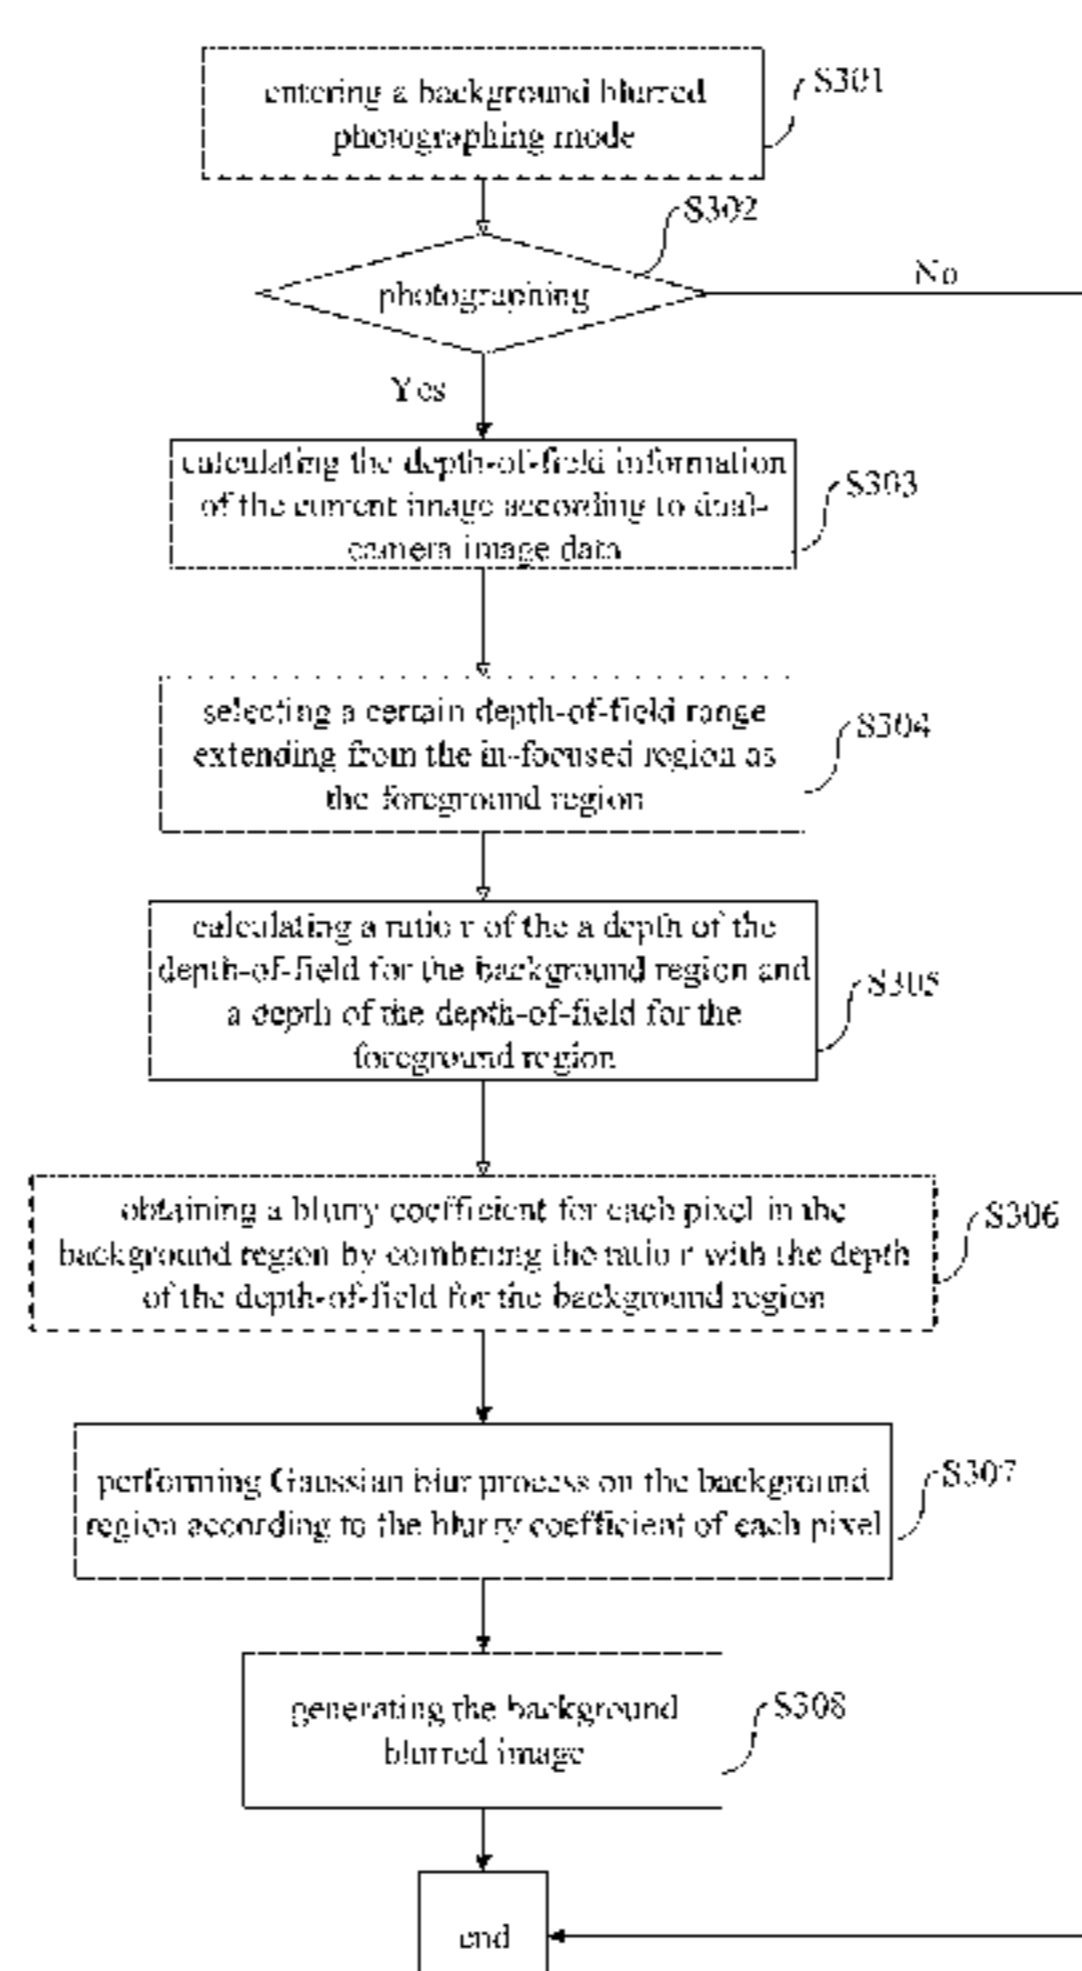 entering a background blurred
photographing mode
S301
S302
photographing
No
Yes
calculating the depth-of-field information
of the current image according to dual-
camera image data
S303
selecting a certain depth-of-field range
extending from the in-focused region as
the foreground region
S304
calculating a ratio r of the a depth of the
depth-of-field for the background region and
a depth of the depth-of-field for the
foreground region
S305
obtaining a blurry coefficient for each pixel in the
background region by combining the ratio r with the depth
of the depth-of-field for the background region
S306
performing Gaussian blur process on the background
region according to the blurry coefficient of each pixel
S307
generating the background
blurred image
S308
end